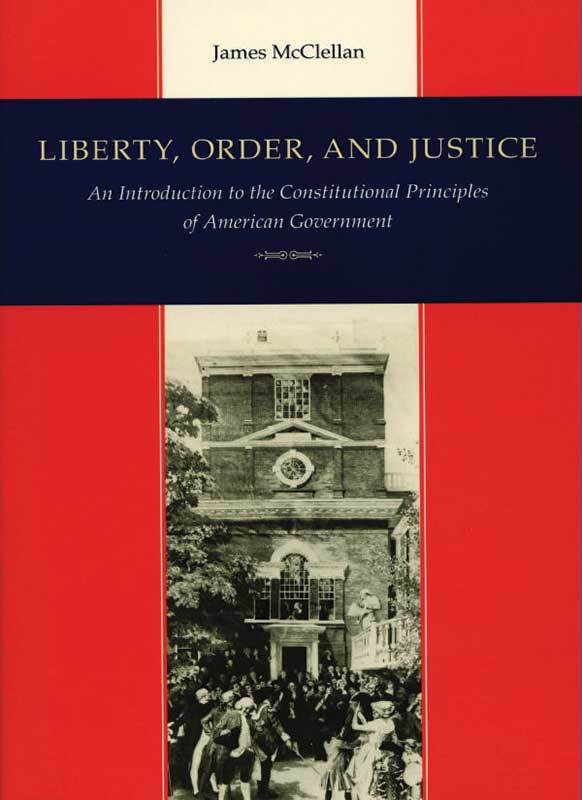 James McClellan
LIBERTY, ORDER, AND JUSTICE
An Introduction to the Constitutional Principles
of American Government